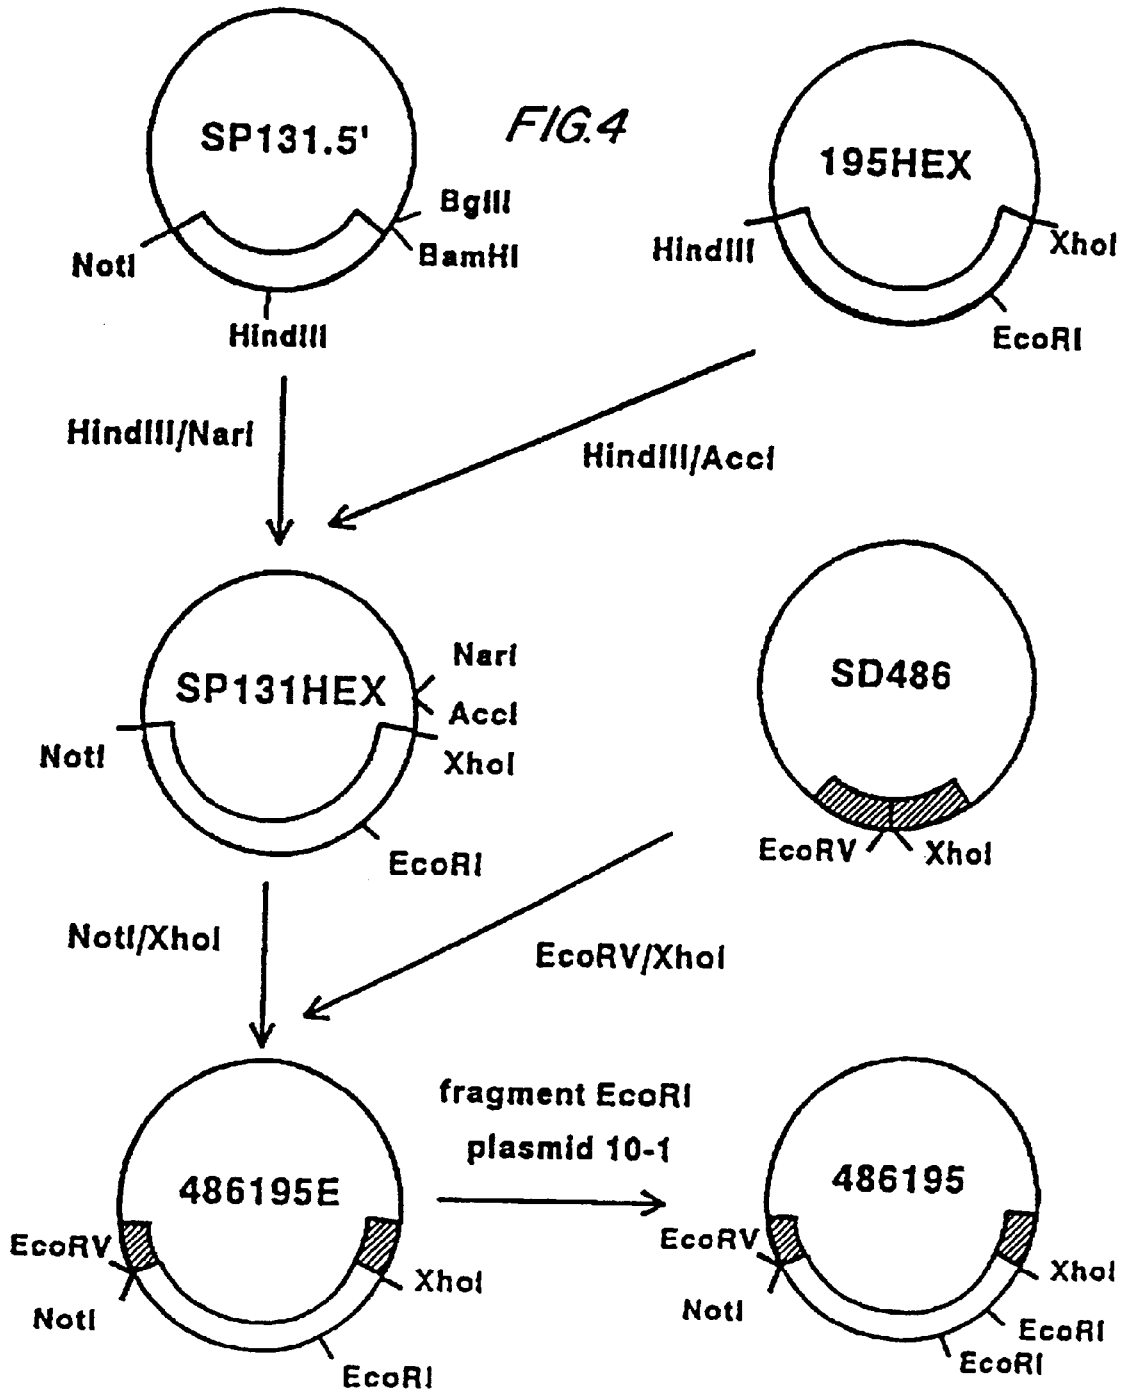 FIG.4
SP131.5'
BglII
BamHI
NotI
HindIII
195HEX
HindIII
XhoI
EcoRI
HindIII/NarI
HindIII/AccI
SP131HEX
NarI
AccI
NotI
XhoI
EcoRI
SD486
EcoRV
XhoI
NotI/XhoI
EcoRV/XhoI
486195E
EcoRV
NotI
XhoI
EcoRI
fragment EcoRI
plasmid 10-1
486195
EcoRV
NotI
XhoI
EcoRI
EcoRI